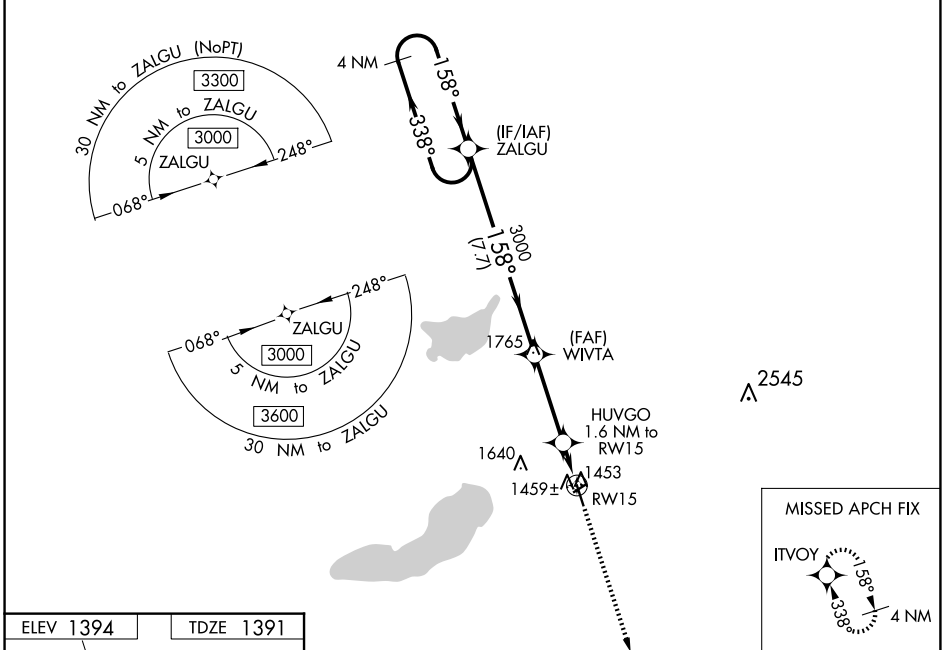 30 NM to ZALGU (NoPT)
3300
5 NM to ZALGU
3000
ZALGU
068°
248°
4 NM
158°
338°
(IF/IAF)
ZALGU
3000
158°
(7.7)
248°
068°
ZALGU
3000
5 NM to ZALGU
3600
30 NM to ZALGU
1765
(FAF)
WIVTA
2545
HUVGO
1.6 NM to
RW15
1640
1453
1459±
RW15
MISSED APCH FIX
ITVOY
158°
338°
4 NM
ELEV 1394
TDZE 1391